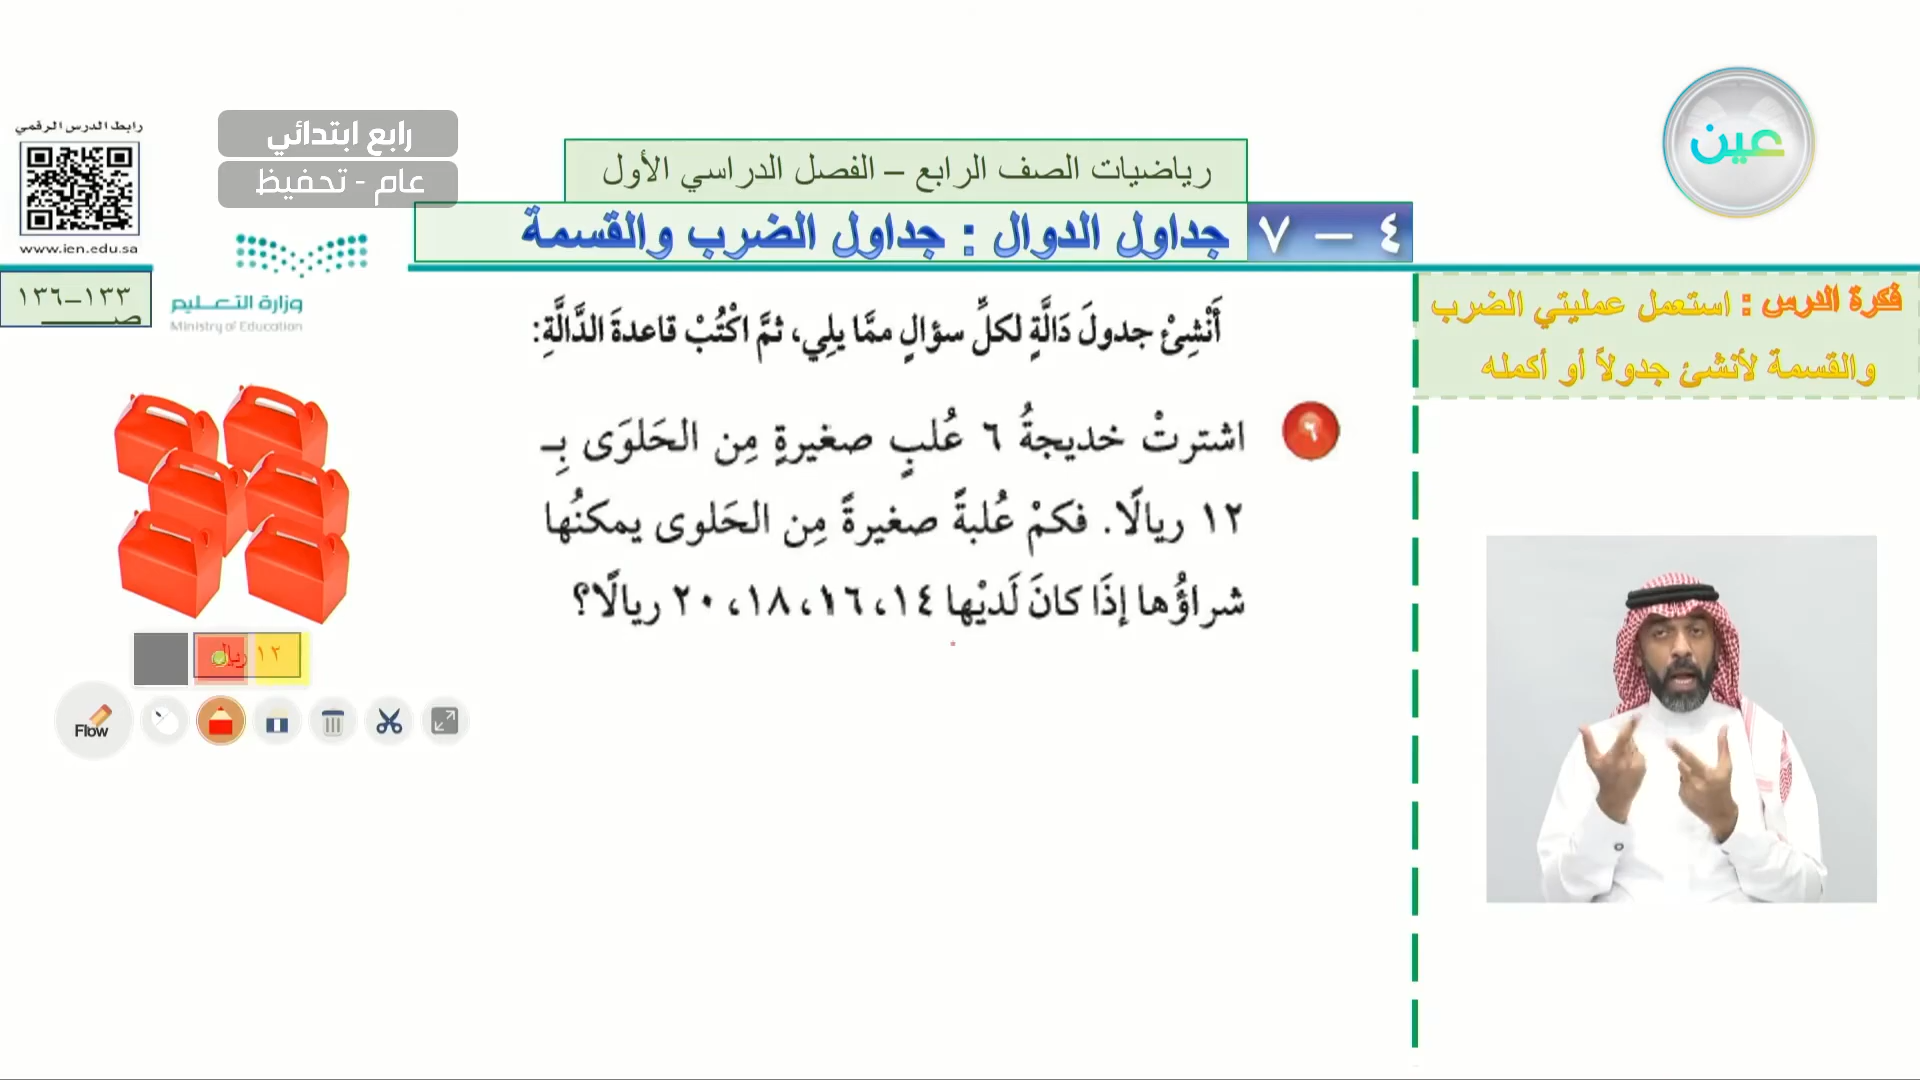 عين
رابط الدرس الرقمي
www.ien.edu.sa
رابع ابتدائي
عام - تحفيظ
رياضيات الصف الرابع – الفصل الدراسي الأول
٤ – ٧ جداول الدوال : جداول الضرب والقسمة
وزارة التعليم
Ministry of Education
١٣٣–١٣٦
ص
فكرة الدرس : استعمل عمليتي الضرب
والقسمة لأنشئ جدولاً أو أكمله
أَنْشِئْ جدولَ دَالَّةٍ لكلِّ سؤالٍ ممَّا يلِي، ثمَّ اكْتُبْ قاعدةَ الدَّالَّةِ:
٦ اشترتْ خديجةُ ٦ عُلبٍ صغيرةٍ مِن الحَلوَى بِـ
١٢ ريالًا. فكمْ عُلبةً صغيرةً مِن الحَلوى يمكنُها
شراؤُها إذَا كانَ لَديْها ١٤، ١٦، ١٨، ٢٠ ريالًا؟
١٢ ريال
Flow